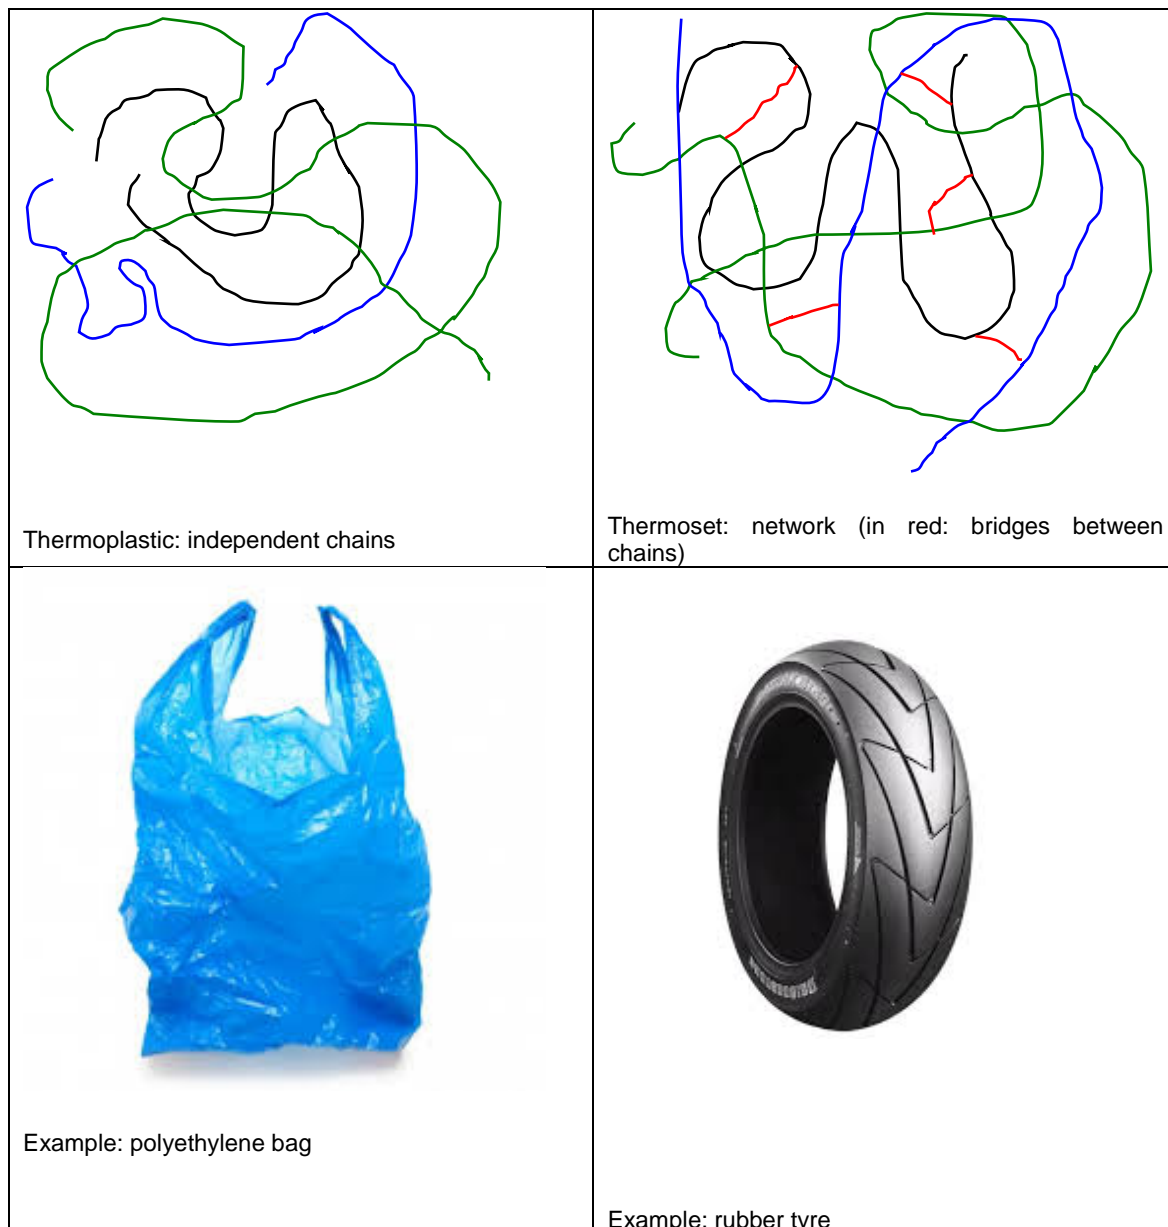 Thermoplastic: independent chains
Thermoset: network (in red: bridges between
chains)
Example: polyethylene bag
Example: rubber tyre